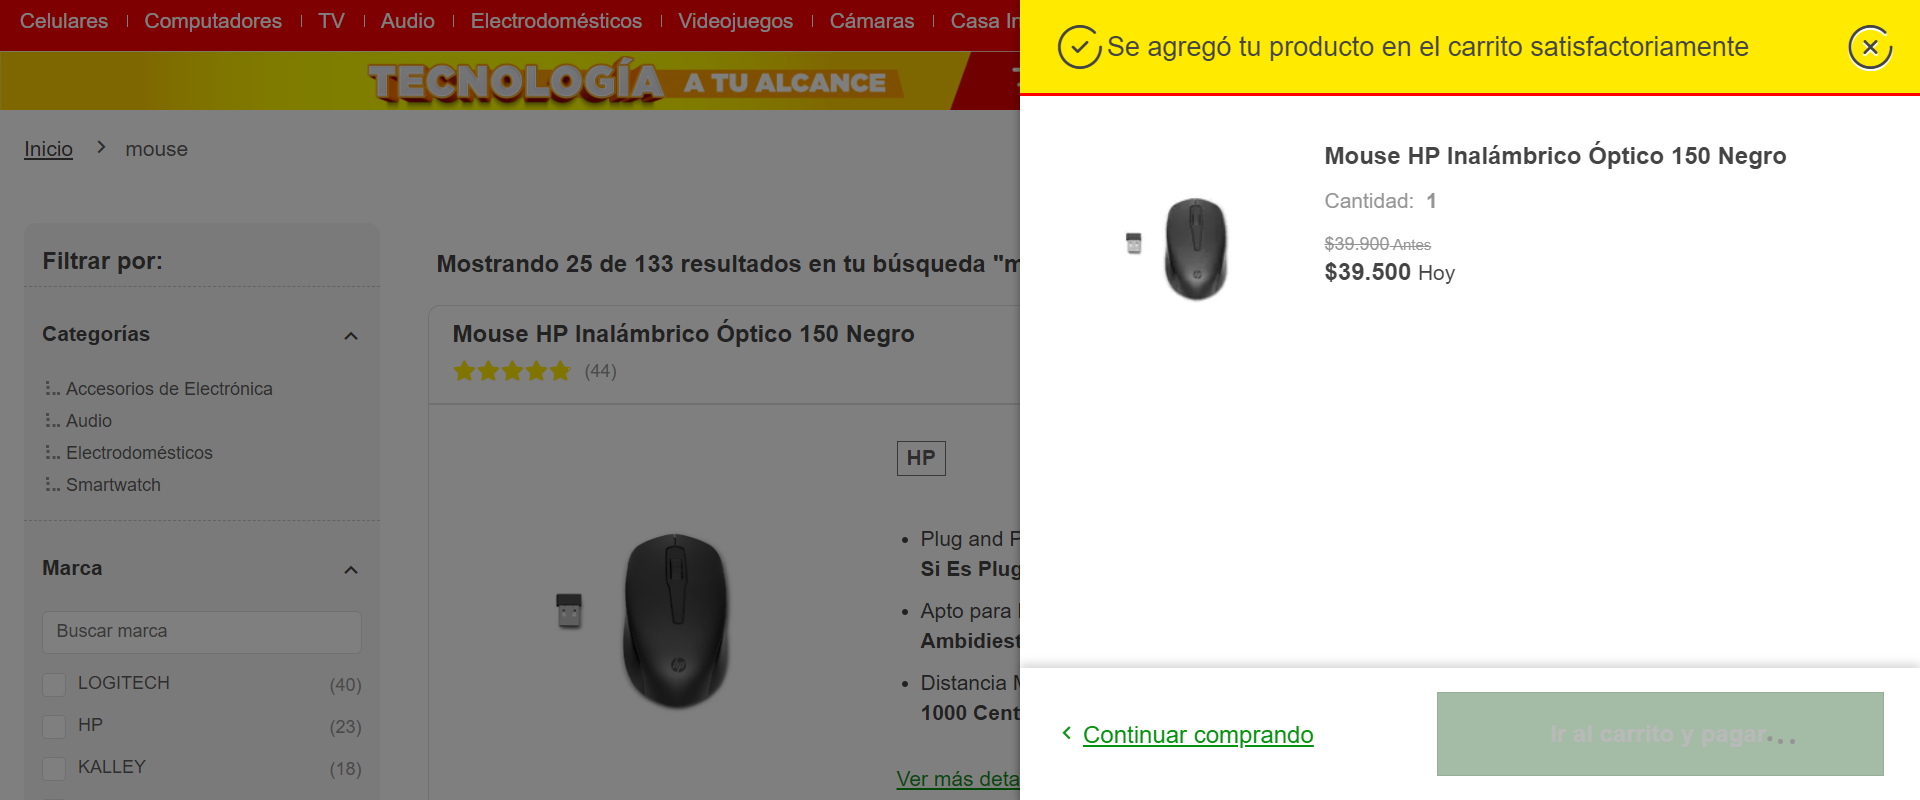 Celulares
Computadores
TV
Audio
Electrodomésticos
Videojuegos
Cámaras
Casa In
TECNOLOGÍA A TU ALCANCE
Inicio
mouse
Filtrar por:
Categorías
Accesorios de Electrónica
Audio
Electrodomésticos
Smartwatch
Marca
Buscar marca
LOGITECH (40)
HP (23)
KALLEY (18)
Mostrando 25 de 133 resultados en tu búsqueda "m
Mouse HP Inalámbrico Óptico 150 Negro
(44)
HP
Plug and P
Si Es Plug
Apto para
Ambidiest
Distancia M
1000 Cent
Ver más deta
Se agregó tu producto en el carrito satisfactoriamente
Mouse HP Inalámbrico Óptico 150 Negro
Cantidad: 1
$39.900 Antes
$39.500 Hoy
Continuar comprando
Ir al carrito y pagar...